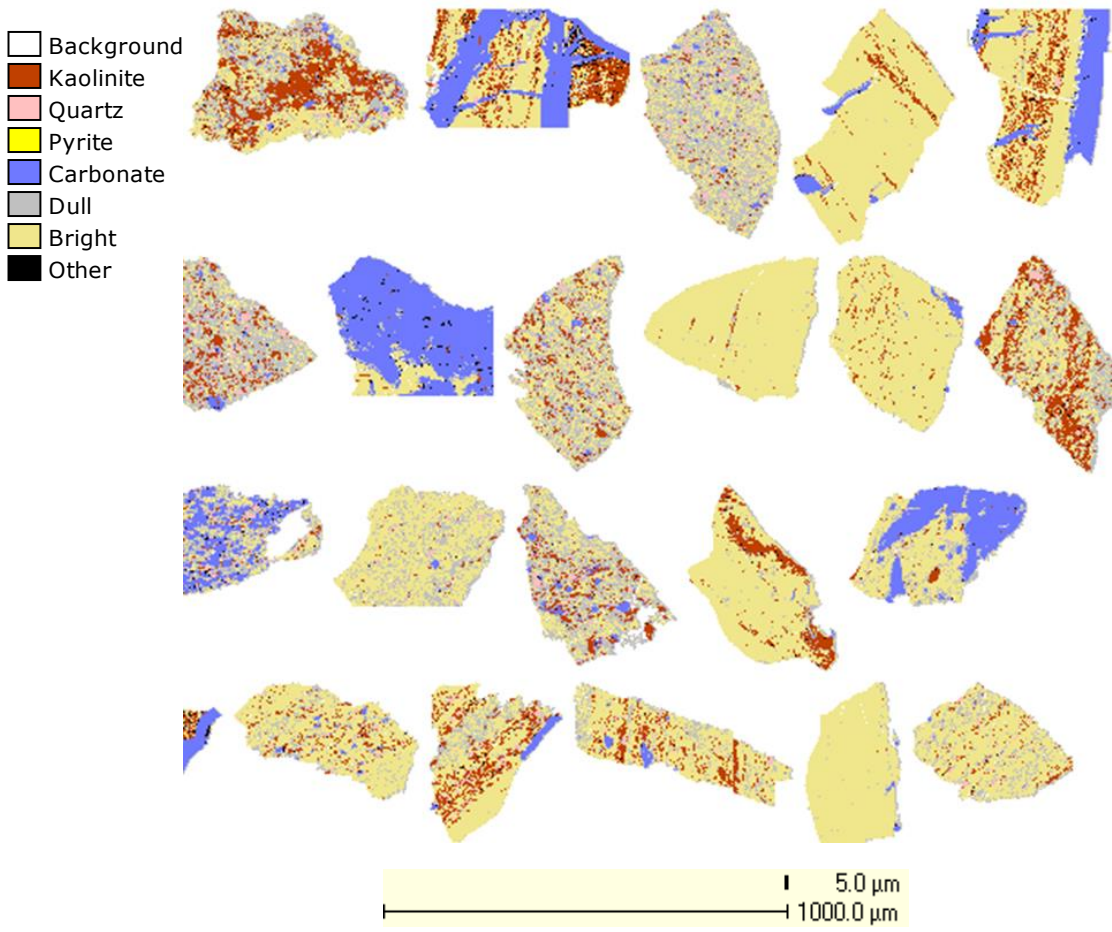 Background
Kaolinite
Quartz
Pyrite
Carbonate
Dull
Bright
Other
5.0 µm
1000.0 µm